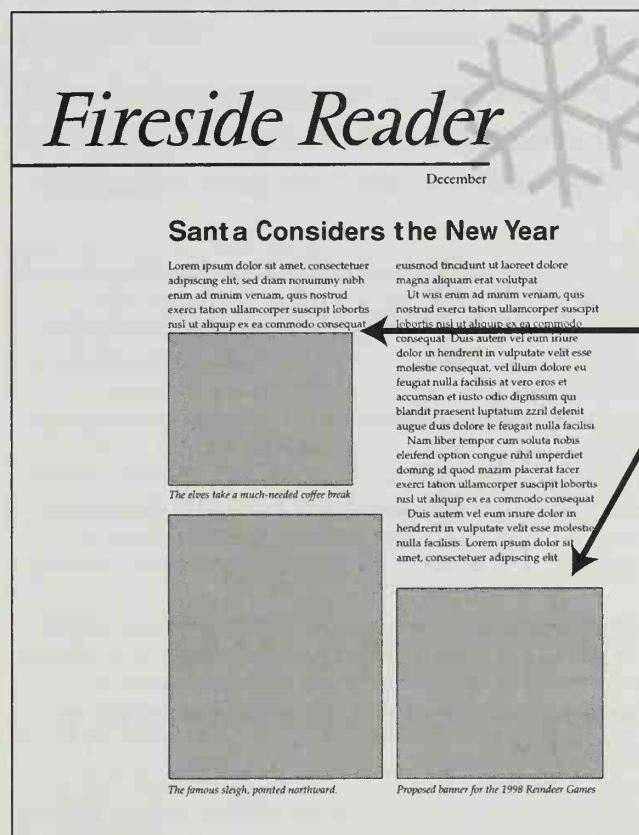 Fireside Reader
December
Santa Considers the New Year
Lorem ipsum dolor sit amet, consectetuer
adipiscing elit, sed diam nonummy nibh
enim ad minim veniam, quis nostrud
exerci tation ullamcorper suscipit lobortis
nisl ut aliquip ex ea commodo consequat
The elves take a much-needed coffee break
The famous sleigh, pointed northward.
euismod tincidunt ut laoreet dolore
magna aliquam erat volutpat
Ut wisi enim ad minim veniam, quis
nostrud exerci tation ullamcorper suscipit
lobortis nisl ut aliquip ex ea commodo
consequat Duis autem vel eum iriure
dolor in hendrerit in vulputate velit esse
molestie consequat, vel illum dolore eu
feugiat nulla facilisis at vero eros et
accumsan et iusto odio dignissim qui
blandit praesent luptatum zzril delenit
augue duis dolore te feugait nulla facilisi
Nam liber tempor cum soluta nobis
eleifend option congue nihil imperdiet
doming id quod mazim placerat facer
exerci tation ullamcorper suscipit lobortis
nisl ut aliquip ex ea commodo consequat
Duis autem vel eum iriure dolor in
hendrerit in vulputate velit esse molestie
nulla facilisis. Lorem ipsum dolor sit
amet, consectetuer adipiscing elit.
Proposed banner for the 1998 Reindeer Games